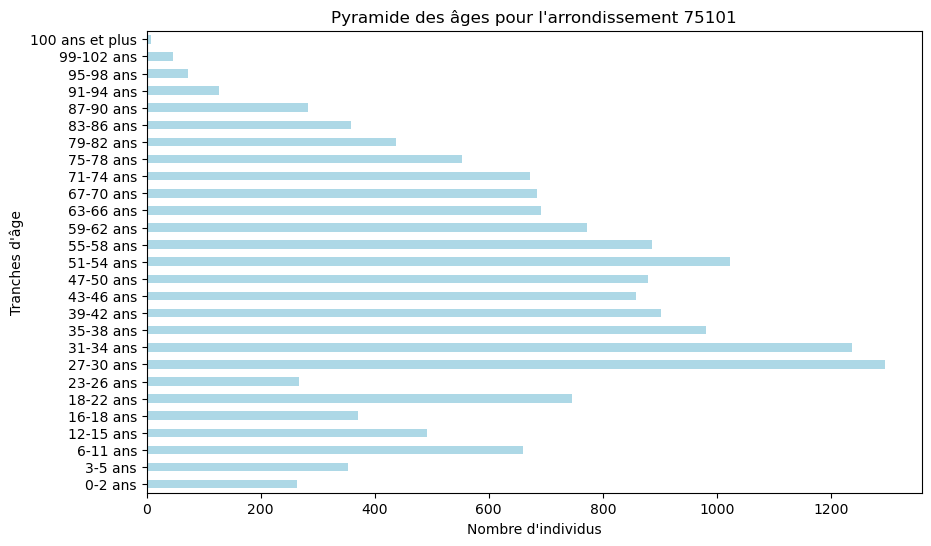 Pyramide des âges pour l'arrondissement 75101
100 ans et plus
99-102 ans
95-98 ans
91-94 ans
87-90 ans
83-86 ans
79-82 ans
75-78 ans
71-74 ans
67-70 ans
63-66 ans
59-62 ans
55-58 ans
51-54 ans
47-50 ans
43-46 ans
39-42 ans
35-38 ans
31-34 ans
27-30 ans
23-26 ans
18-22 ans
16-18 ans
12-15 ans
6-11 ans
3-5 ans
0-2 ans
Tranches d'âge
0 200 400 600 800 1000 1200
Nombre d'individus